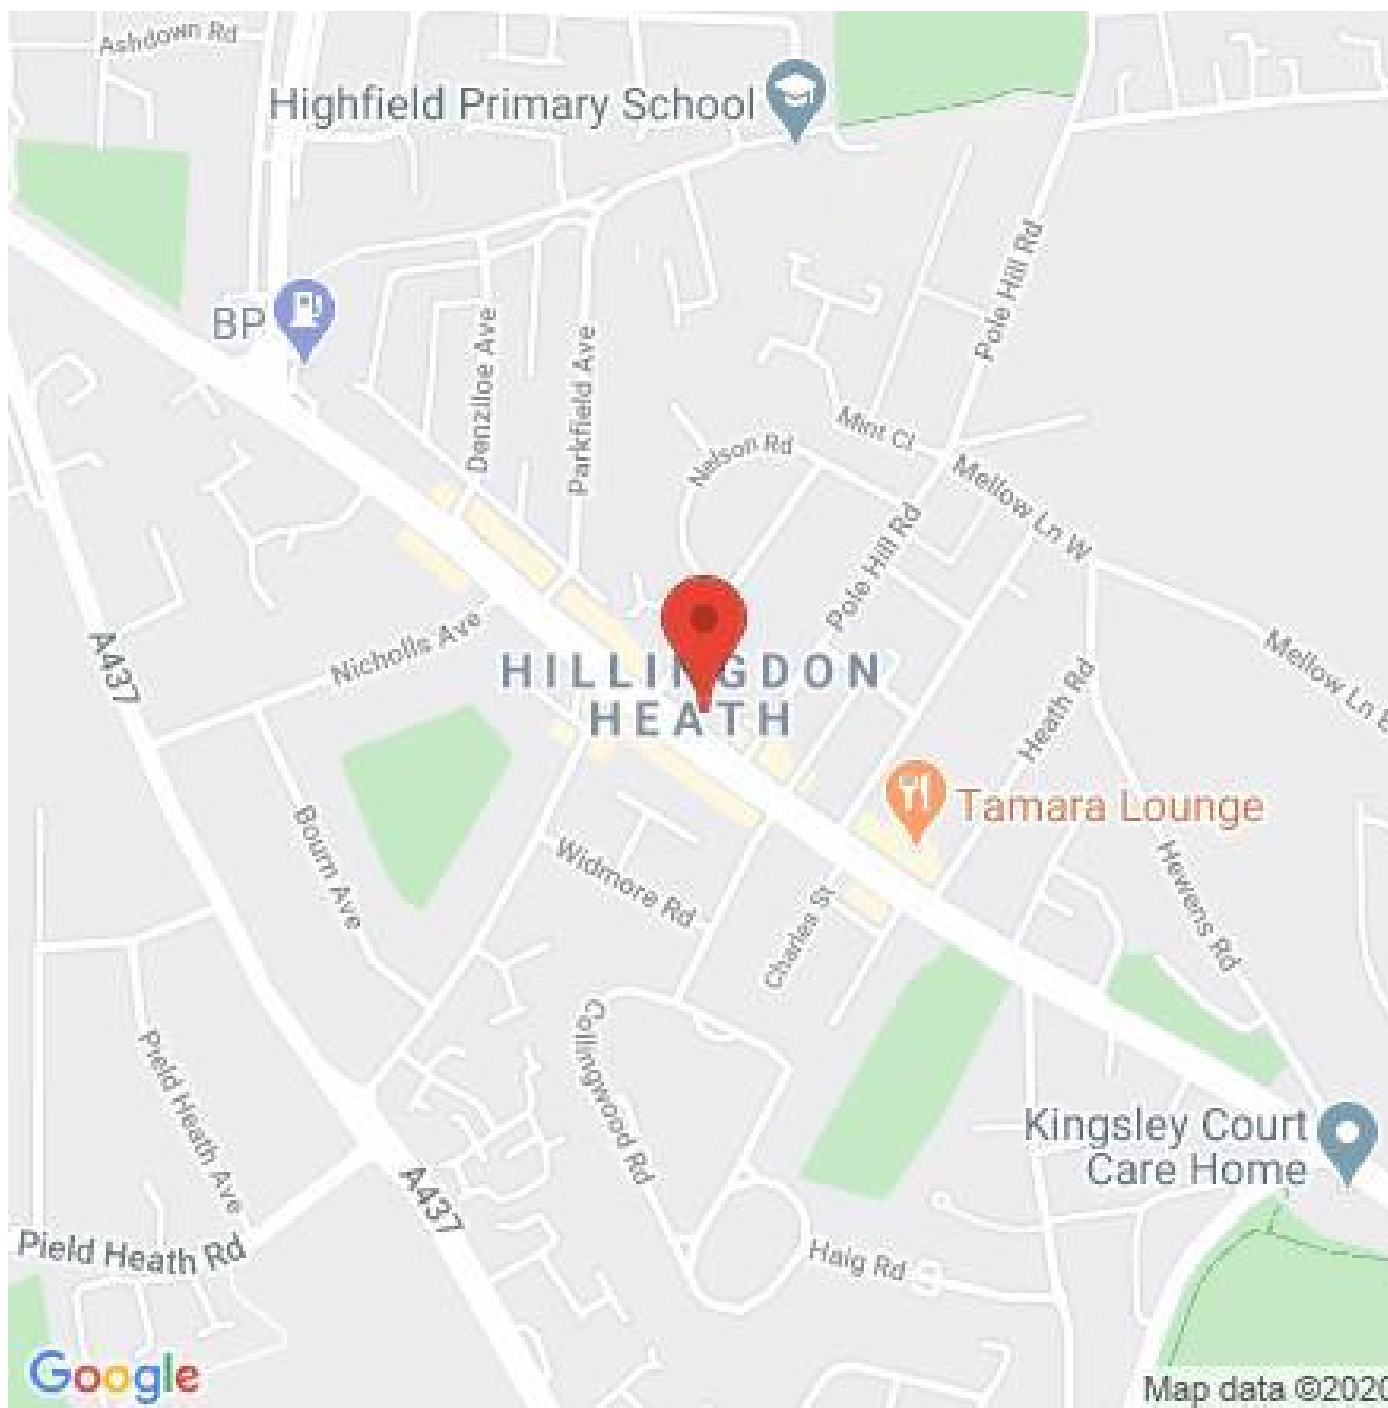 Ashdown Rd
Highfield Primary School
BP
Pole Hill Rd
Denziloe Ave
Parkfield Ave
Mint Cl
Nelson Rd
Mellow Ln W
Pole Hill Rd
A437
Nicholls Ave
HILLINGDON
HEATH
Mellow Ln E
Heath Rd
Tamara Lounge
Bourn Ave
Widmore Rd
Charles St
Hewens Rd
Collingwood Rd
Pield Heath Ave
Kingsley Court
Care Home
A437
Pield Heath Rd
Haig Rd
Google
Map data ©2020